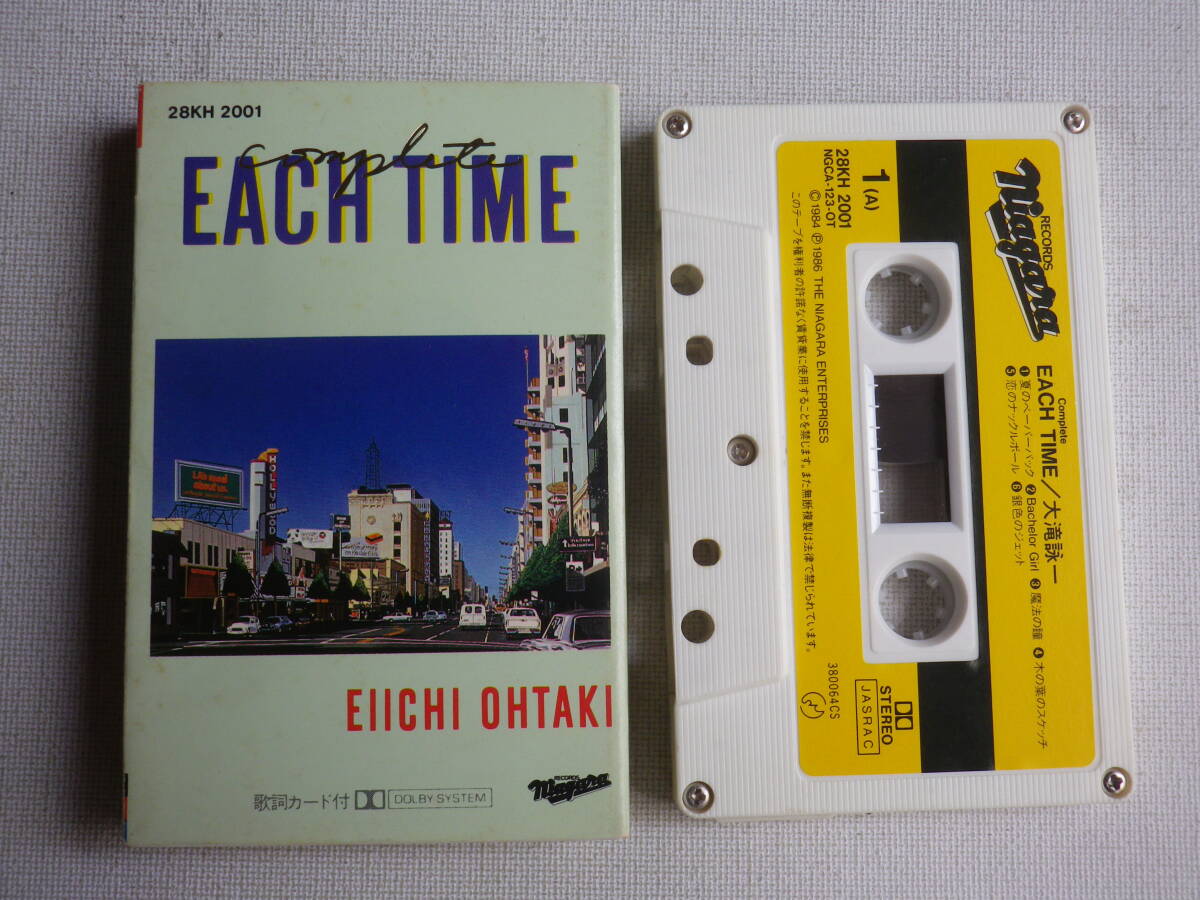 28KH 2001
complete
EACH TIME
L.A.'s mad
about us.
HOLLYWOOD
EIICHI OHTAKI
歌詞カード付 DOLBY SYSTEM
RECORDS
Niagara
RECORDS
Niagara
Complete
EACH TIME／大滝詠一
❶夏のペーパーバック ❷Bachelor Girl ❸魔法の瞳 ❹木の葉のスケッチ
❺恋のナックルボール ❻銀色のジェット
1(A)
28KH 2001
NGCA-123-OT
©1984 ℗1986 THE NIAGARA ENTERPRISES
このテープを権利者の許諾なく賃貸業に使用することを禁じます。また無断複製は法律で禁じられています。
380064CS
STEREO
JASRAC